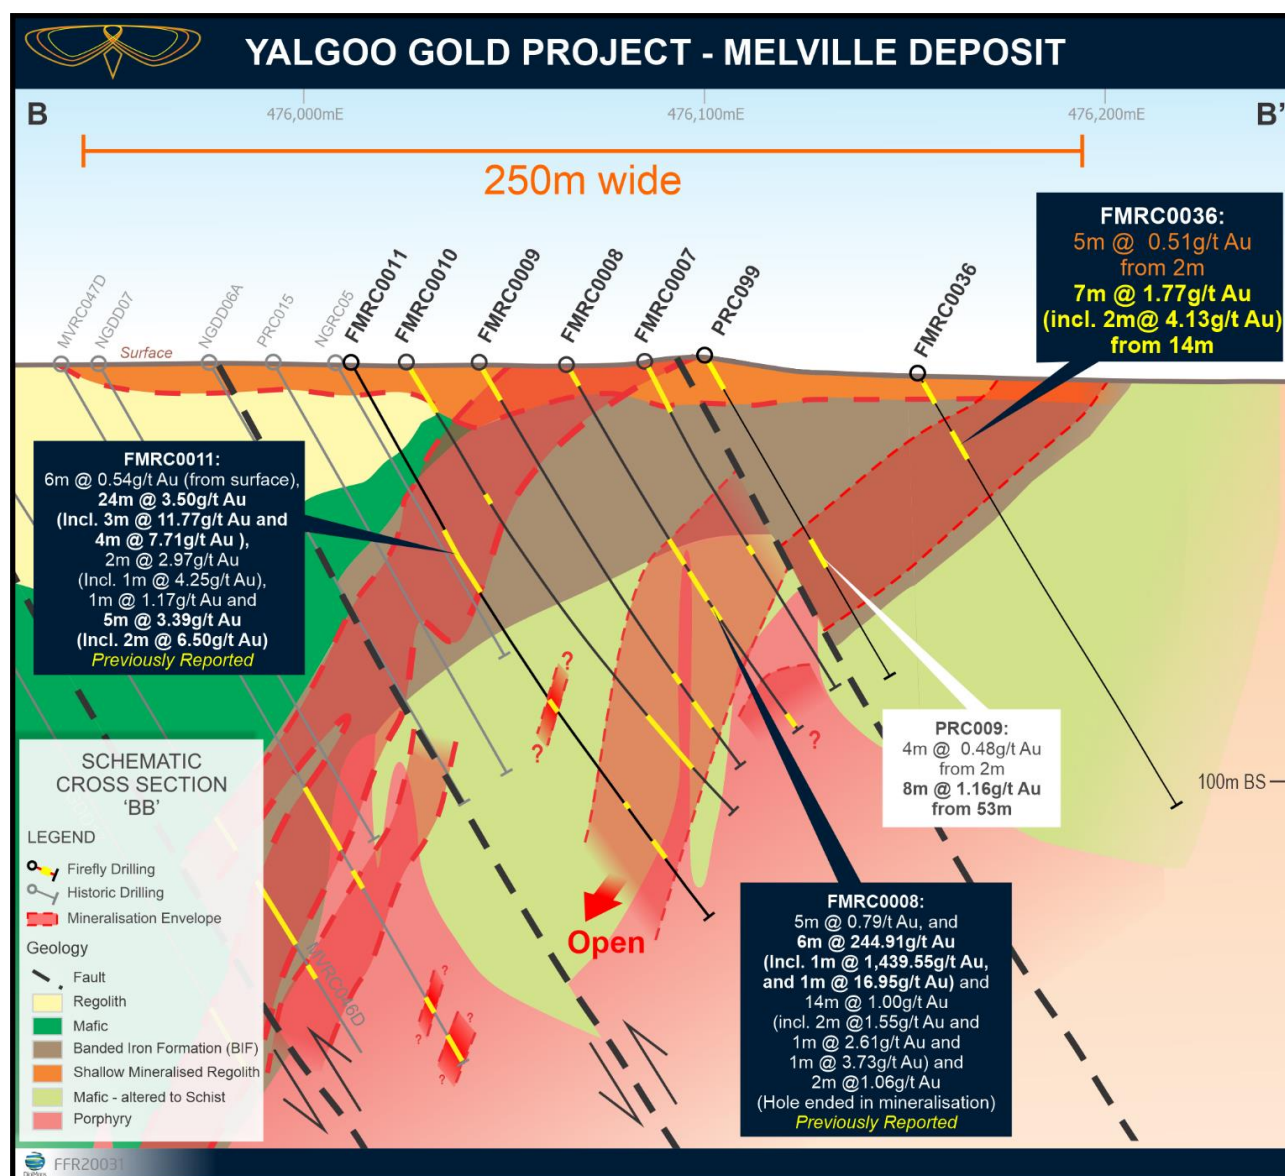 YALGOO GOLD PROJECT - MELVILLE DEPOSIT
B
476,000mE
476,100mE
476,200mE
B'
250m wide
MVRC047D
NGDD07
Surface
NGDD06A
PRC015
NGRC05
FMRC0011
FMRC0010
FMRC0009
FMRC0008
FMRC0007
PRC099
FMRC0036
FMRC0036:
5m @ 0.51g/t Au
from 2m
7m @ 1.77g/t Au
(incl. 2m@ 4.13g/t Au)
from 14m
FMRC0011:
6m @ 0.54g/t Au (from surface),
24m @ 3.50g/t Au
(Incl. 3m @ 11.77g/t Au and
4m @ 7.71g/t Au ),
2m @ 2.97g/t Au
(Incl. 1m @ 4.25g/t Au),
1m @ 1.17g/t Au and
5m @ 3.39g/t Au
(Incl. 2m @ 6.50g/t Au)
Previously Reported
?
?
?
PRC009:
4m @ 0.48g/t Au
from 2m
8m @ 1.16g/t Au
from 53m
100m BS
Open
FMRC0008:
5m @ 0.79/t Au, and
6m @ 244.91g/t Au
(Incl. 1m @ 1,439.55g/t Au,
and 1m @ 16.95g/t Au) and
14m @ 1.00g/t Au
(incl. 2m @1.55g/t Au and
1m @ 2.61g/t Au and
1m @ 3.73g/t Au) and
2m @1.06g/t Au
(Hole ended in mineralisation)
Previously Reported
MVRC046D
?
?
?
?
SCHEMATIC
CROSS SECTION
'BB'
LEGEND
Firefly Drilling
Historic Drilling
Mineralisation Envelope
Geology
Fault
Regolith
Mafic
Banded Iron Formation (BIF)
Shallow Mineralised Regolith
Mafic - altered to Schist
Porphyry
FFR20031